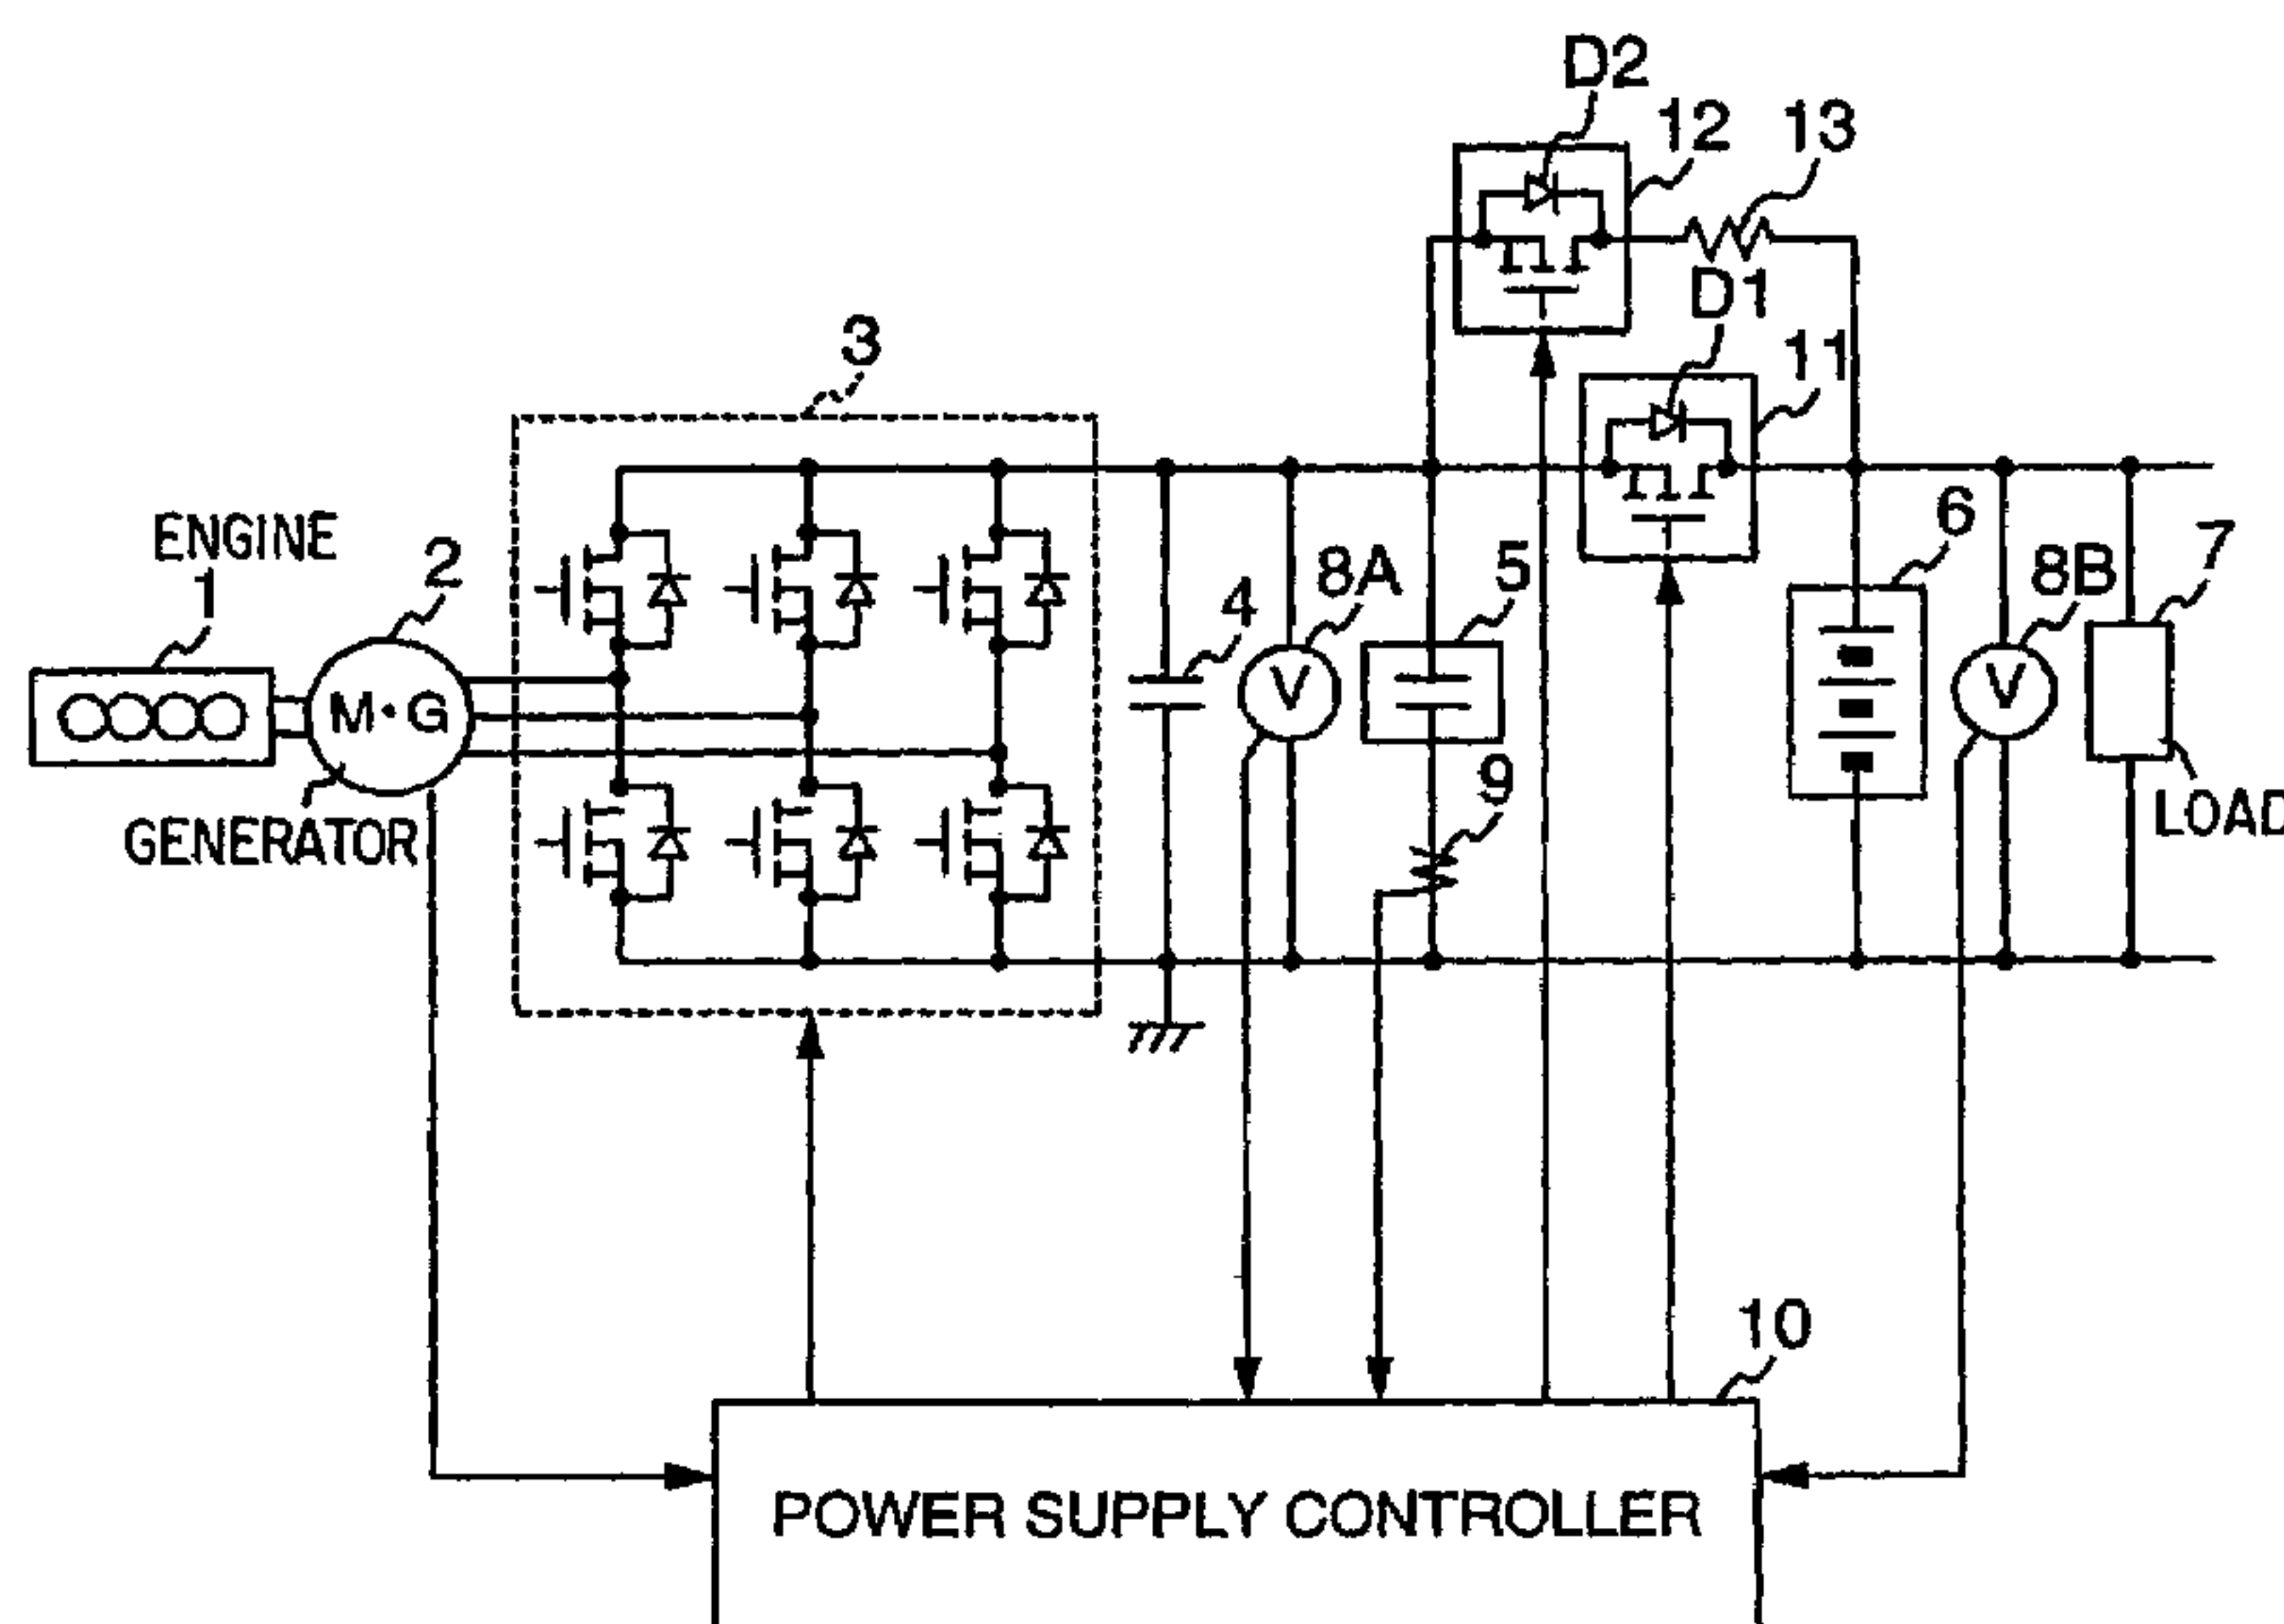 D2
12
13
D1
11
3
ENGINE
1
2
M·G
GENERATOR
4
8A
V
5
9
6
8B
V
7
LOAD
10
POWER SUPPLY CONTROLLER